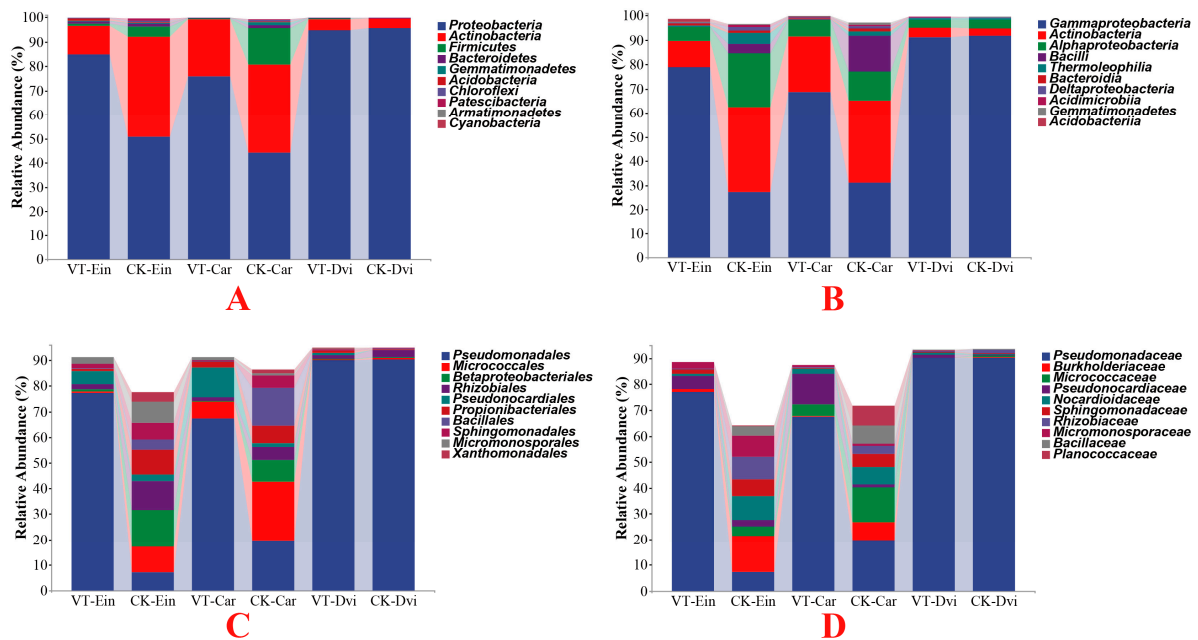 Relative Abundance (%)
100
90
80
70
60
50
40
30
20
10
0
VT-Ein CK-Ein VT-Car CK-Car VT-Dvi CK-Dvi
Proteobacteria
Actinobacteria
Firmicutes
Bacteroidetes
Gemmatimonadetes
Acidobacteria
Chloroflexi
Patescibacteria
Armatimonadetes
Cyanobacteria
A
Relative Abundance (%)
100
90
80
70
60
50
40
30
20
10
0
VT-Ein CK-Ein VT-Car CK-Car VT-Dvi CK-Dvi
Gammaproteobacteria
Actinobacteria
Alphaproteobacteria
Bacilli
Thermoleophilia
Bacteroidia
Deltaproteobacteria
Acidimicrobiia
Gemmatimonadetes
Acidobacteriia
B
Relative Abundance (%)
90
80
70
60
50
40
30
20
10
0
VT-Ein CK-Ein VT-Car CK-Car VT-Dvi CK-Dvi
Pseudomonadales
Micrococcales
Betaproteobacteriales
Rhizobiales
Pseudonocardiales
Propionibacteriales
Bacillales
Sphingomonadales
Micromonosporales
Xanthomonadales
C
Relative Abundance (%)
90
80
70
60
50
40
30
20
10
0
VT-Ein CK-Ein VT-Car CK-Car VT-Dvi CK-Dvi
Pseudomonadaceae
Burkholderiaceae
Micrococcaceae
Pseudonocardiaceae
Nocardioidaceae
Sphingomonadaceae
Rhizobiaceae
Micromonosporaceae
Bacillaceae
Planococcaceae
D